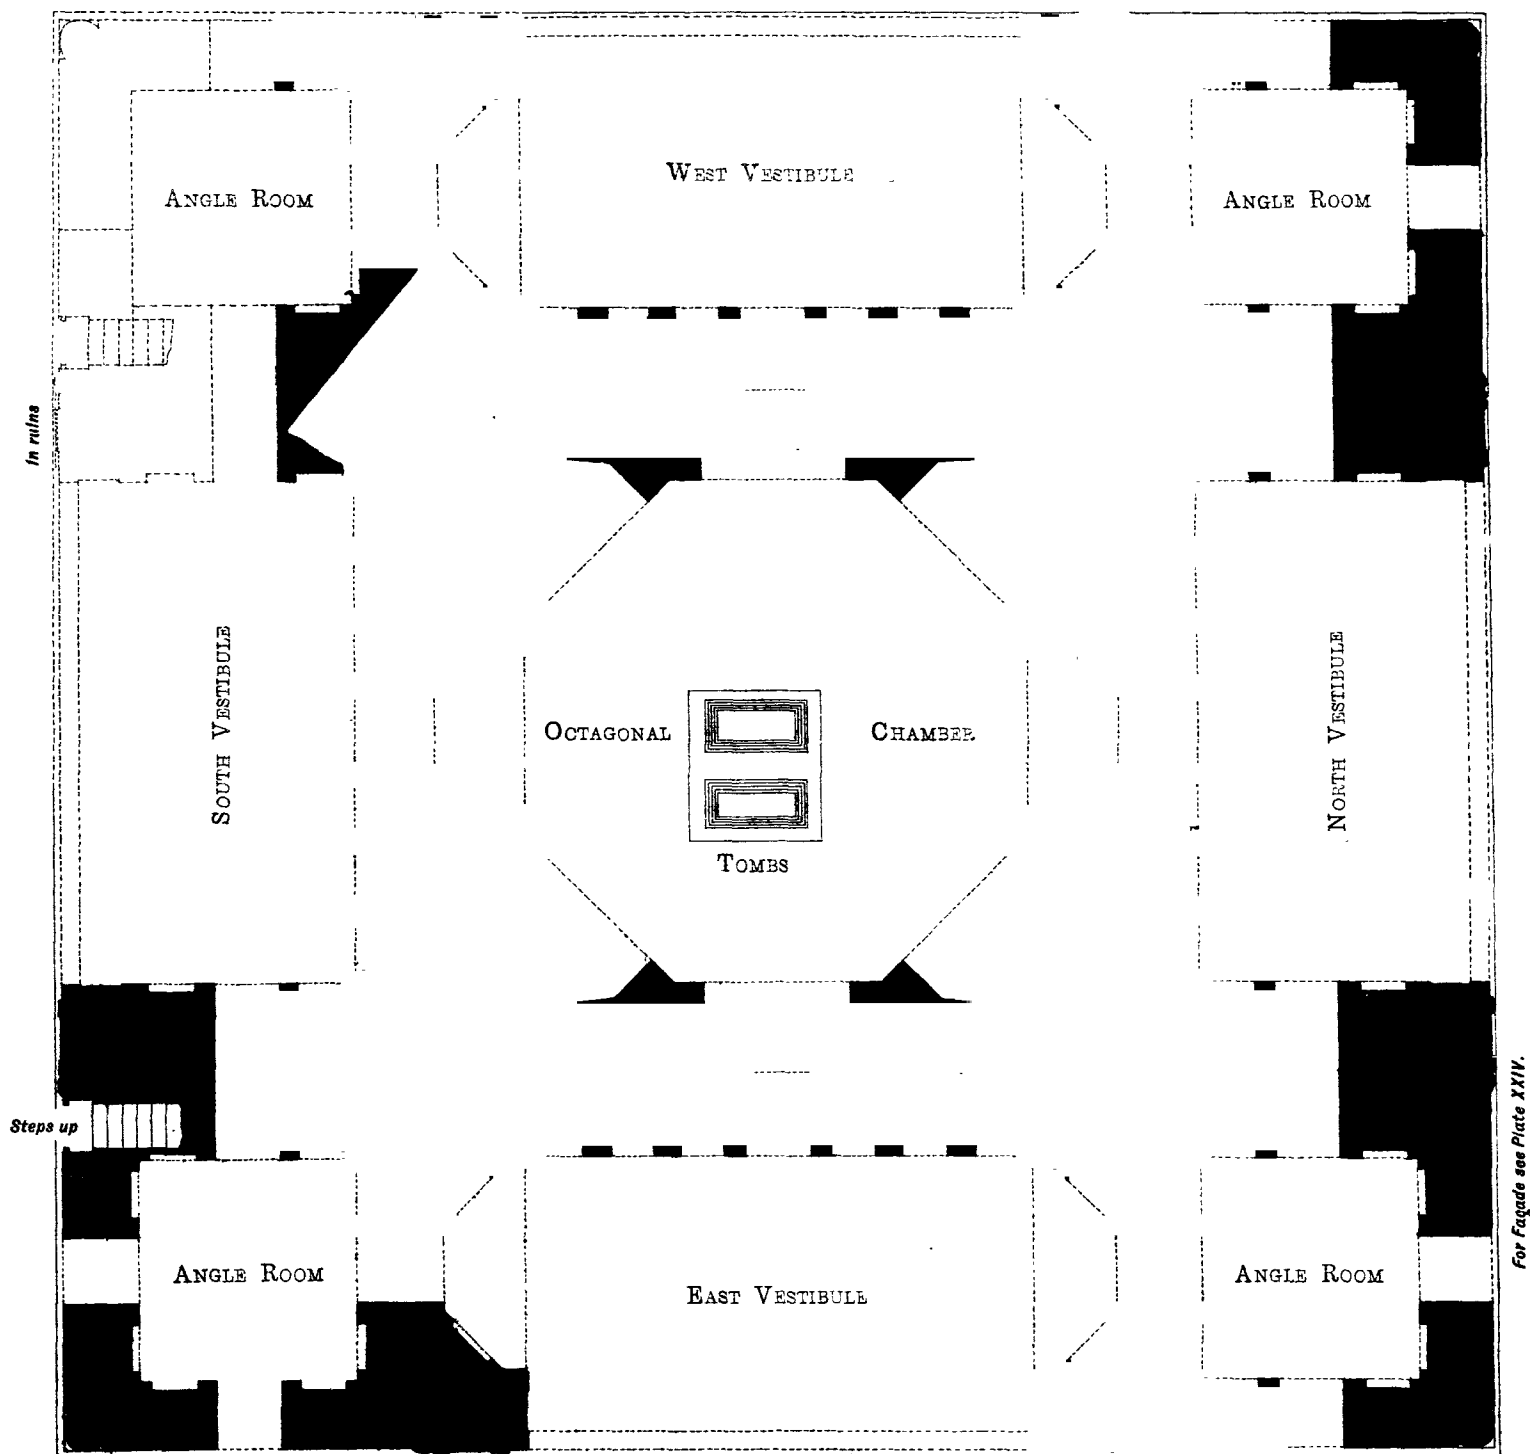 WEST VESTIBULE
ANGLE ROOM
ANGLE ROOM
In ruins
SOUTH VESTIBULE
OCTAGONAL CHAMBER
NORTH VESTIBULE
TOMBS
Steps up
For Façade see Plate XXIV.
ANGLE ROOM
EAST VESTIBULE
ANGLE ROOM